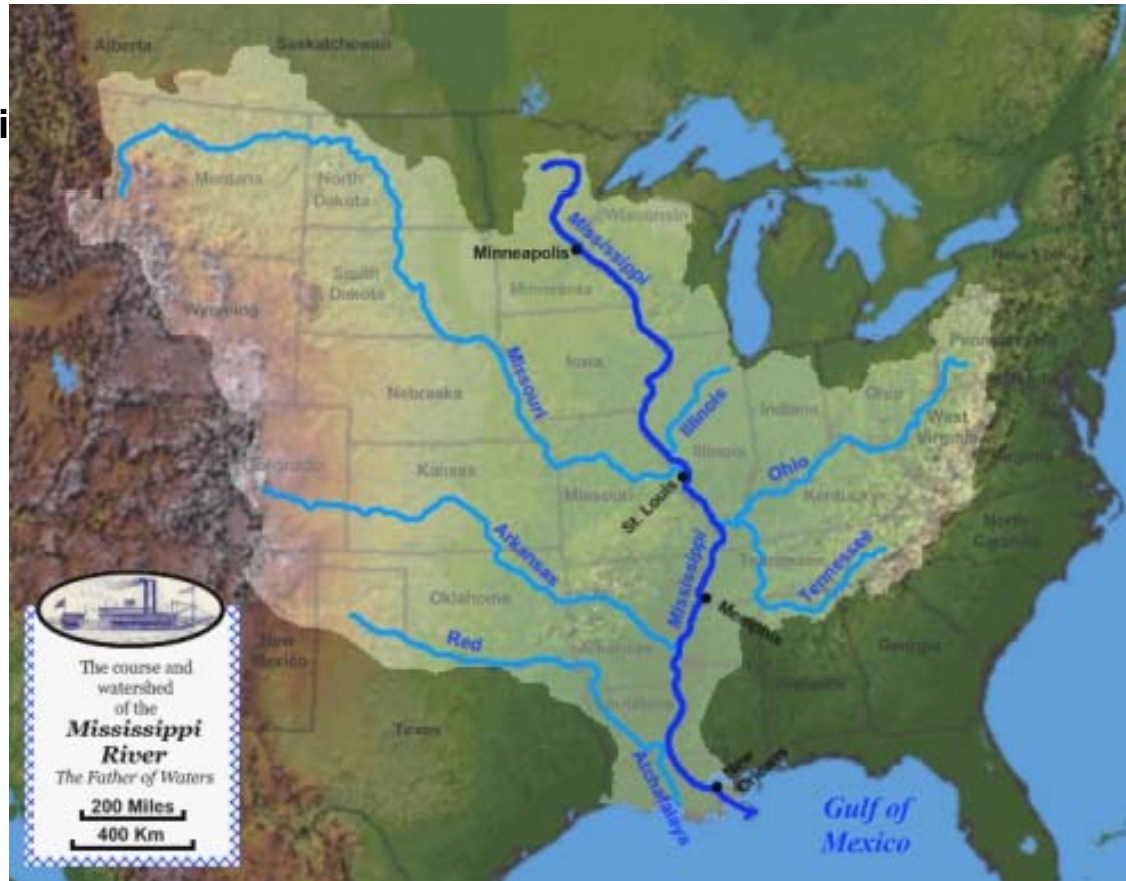 i
Alberta
Saskatchewan
Montana
North
Dakota
Wisconsin
Mississippi
Minneapolis
New York
South
Dakota
Minnesota
Wyoming
Iowa
Pennsylvania
Missouri
Nebraska
Illinois
Indiana
Ohio
West
Virginia
Illinois
Colorado
Kansas
Missouri
St. Louis
Ohio
Kentucky
Virginia
North
Carolina
Arkansas
Mississippi
Tennessee
Tennessee
Oklahoma
Memphis
Red
Arkansas
Georgia
New
Mexico
Texas
Louisiana
Atchafalaya
New
Orleans
Gulf of
Mexico
The course and
watershed
of the
Mississippi
River
The Father of Waters
200 Miles
400 Km